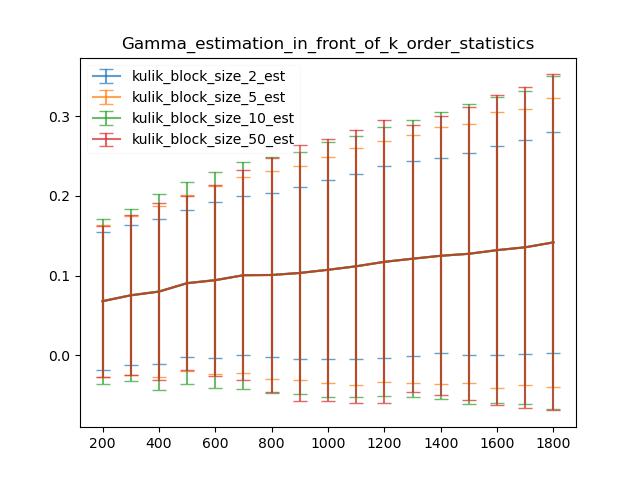 Gamma_estimation_in_front_of_k_order_statistics
kulik_block_size_2_est
kulik_block_size_5_est
kulik_block_size_10_est
kulik_block_size_50_est
0.3
0.2
0.1
0.0
200 400 600 800 1000 1200 1400 1600 1800